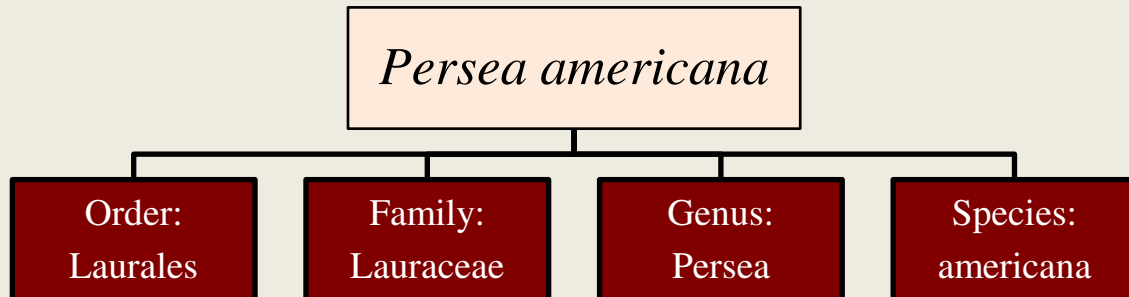 Persea americana
Order:
Laurales
Family:
Lauraceae
Genus:
Persea
Species:
americana